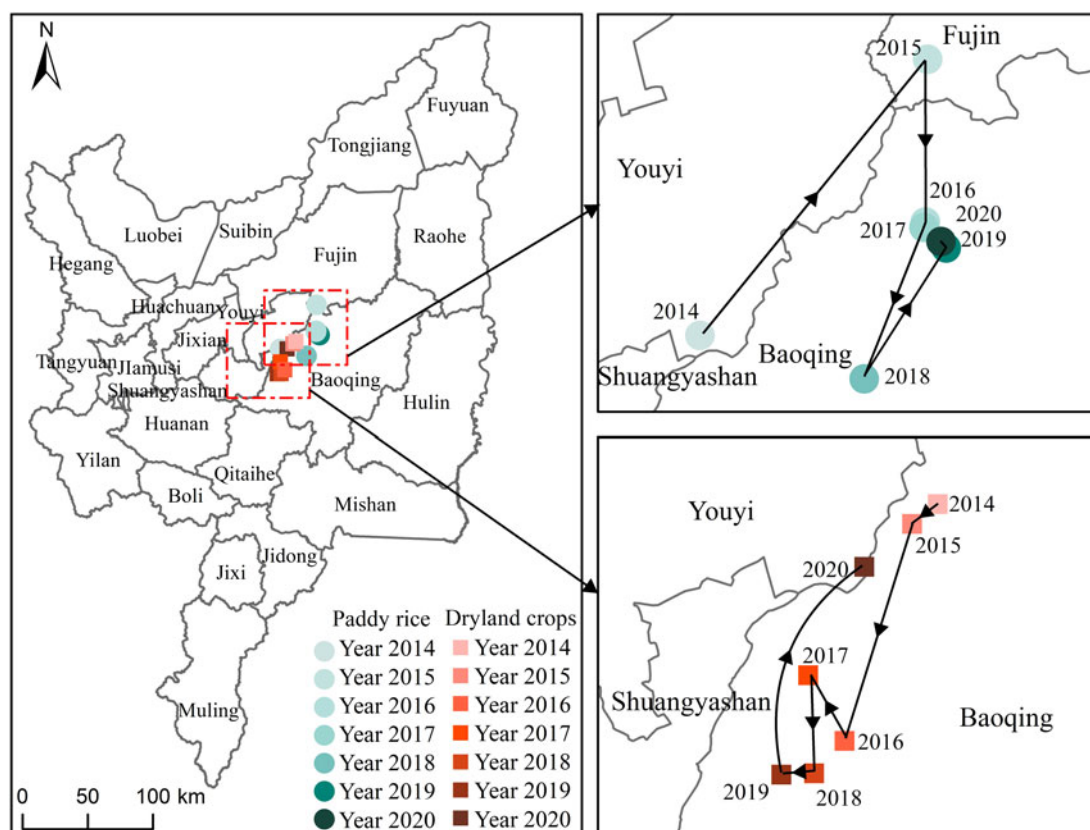 N
Fuyuan
Tongjiang
Suibin
Luobei
Raohe
Fujin
Hegang
Huachuan
Youyi
Jixian
Tangyuan
JIamusi
Shuangyashan
Baoqing
Hulin
Huanan
Yilan
Qitaihe
Boli
Mishan
Jidong
Jixi
Muling
Paddy rice Dryland crops
Year 2014 Year 2014
Year 2015 Year 2015
Year 2016 Year 2016
Year 2017 Year 2017
Year 2018 Year 2018
Year 2019 Year 2019
Year 2020 Year 2020
0 50 100 km
Fujin
2015
Youyi
2016
2020
2017
2019
2014
Baoqing
Shuangyashan
2018
Youyi
2014
2015
2020
2017
Shuangyashan
Baoqing
2016
2019
2018